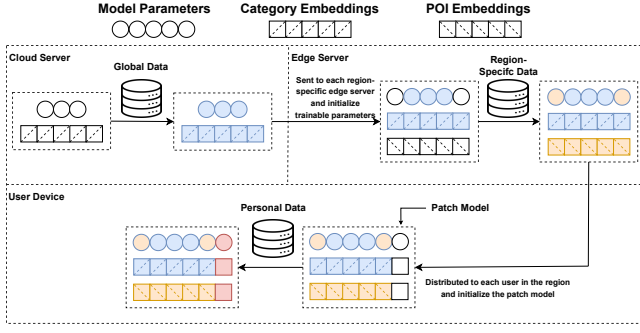 Model Parameters
Category Embeddings
POI Embeddings
Cloud Server
Global Data
Edge Server
Sent to each region-
specific edge server
and initialize
trainable parameters
Region-
Specifc Data
User Device
Personal Data
Patch Model
Distributed to each user in the region
and initialize the patch model